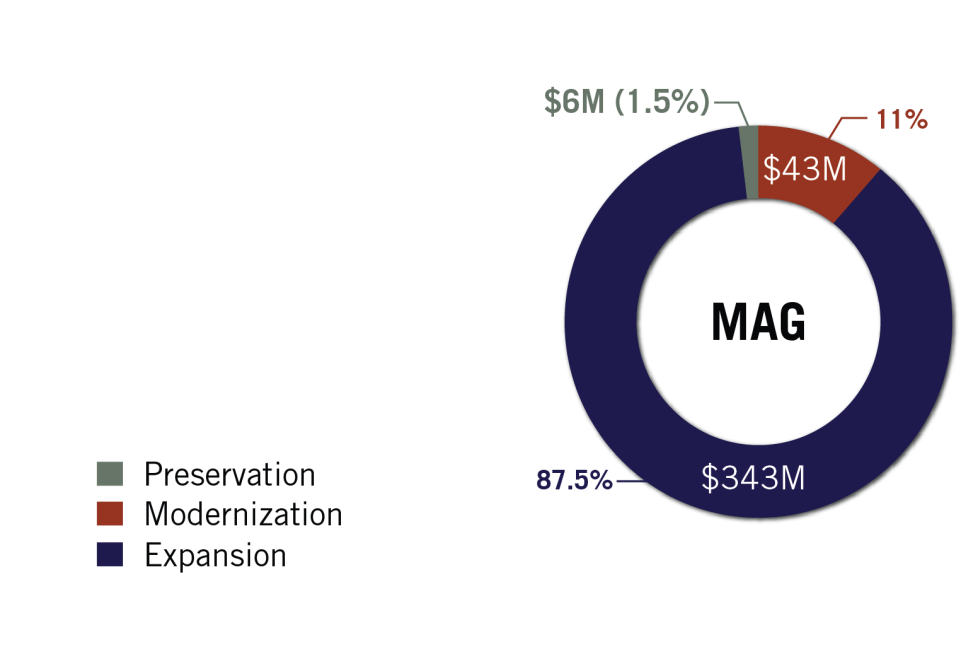 $6M (1.5%)
11%
$43M
MAG
87.5%
$343M
Preservation
Modernization
Expansion